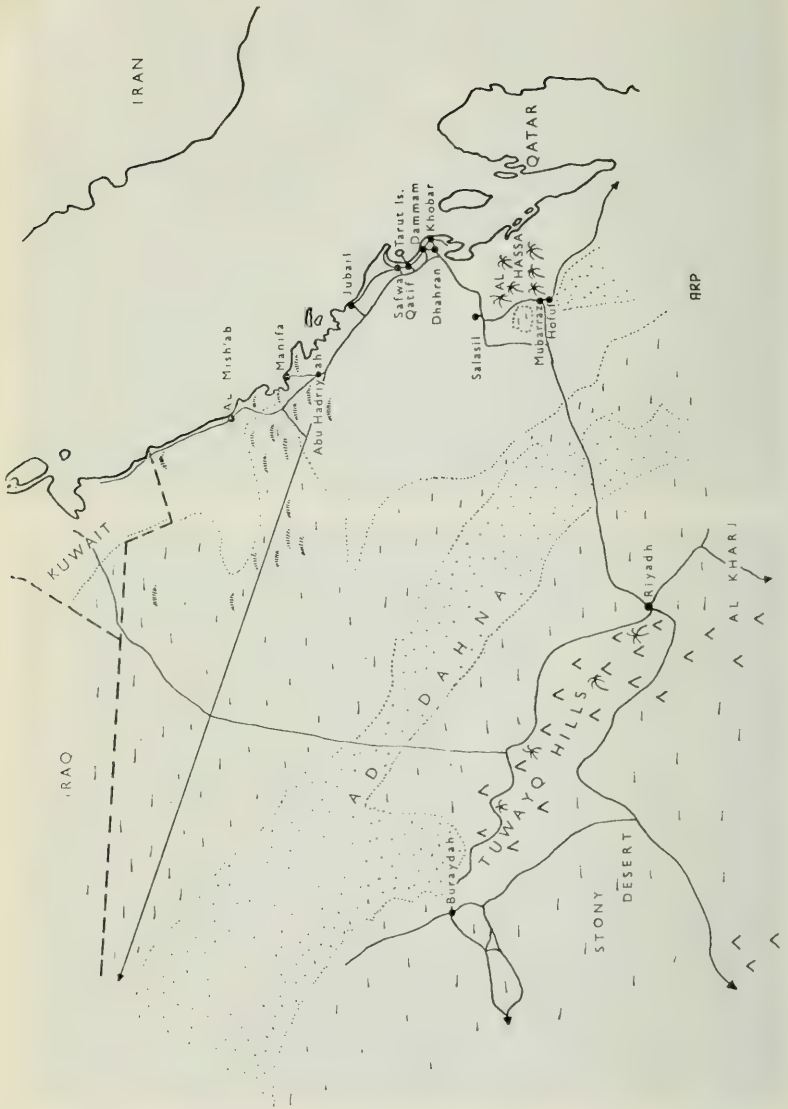 IRAN
IRAQ
KUWAIT
AL Mish'ab
Manifa
Abu Hadriyah
Jubail
Tarut Is.
Safwa
Qatif
Dammam
Khobar
Dhahran
QATAR
Salasil
AL
HASSA
Mubarraz
Hofuf
ARP
AD DAHNA
Buraydah
TUWAYQ HILLS
Riyadh
AL KHARJ
STONY
DESERT